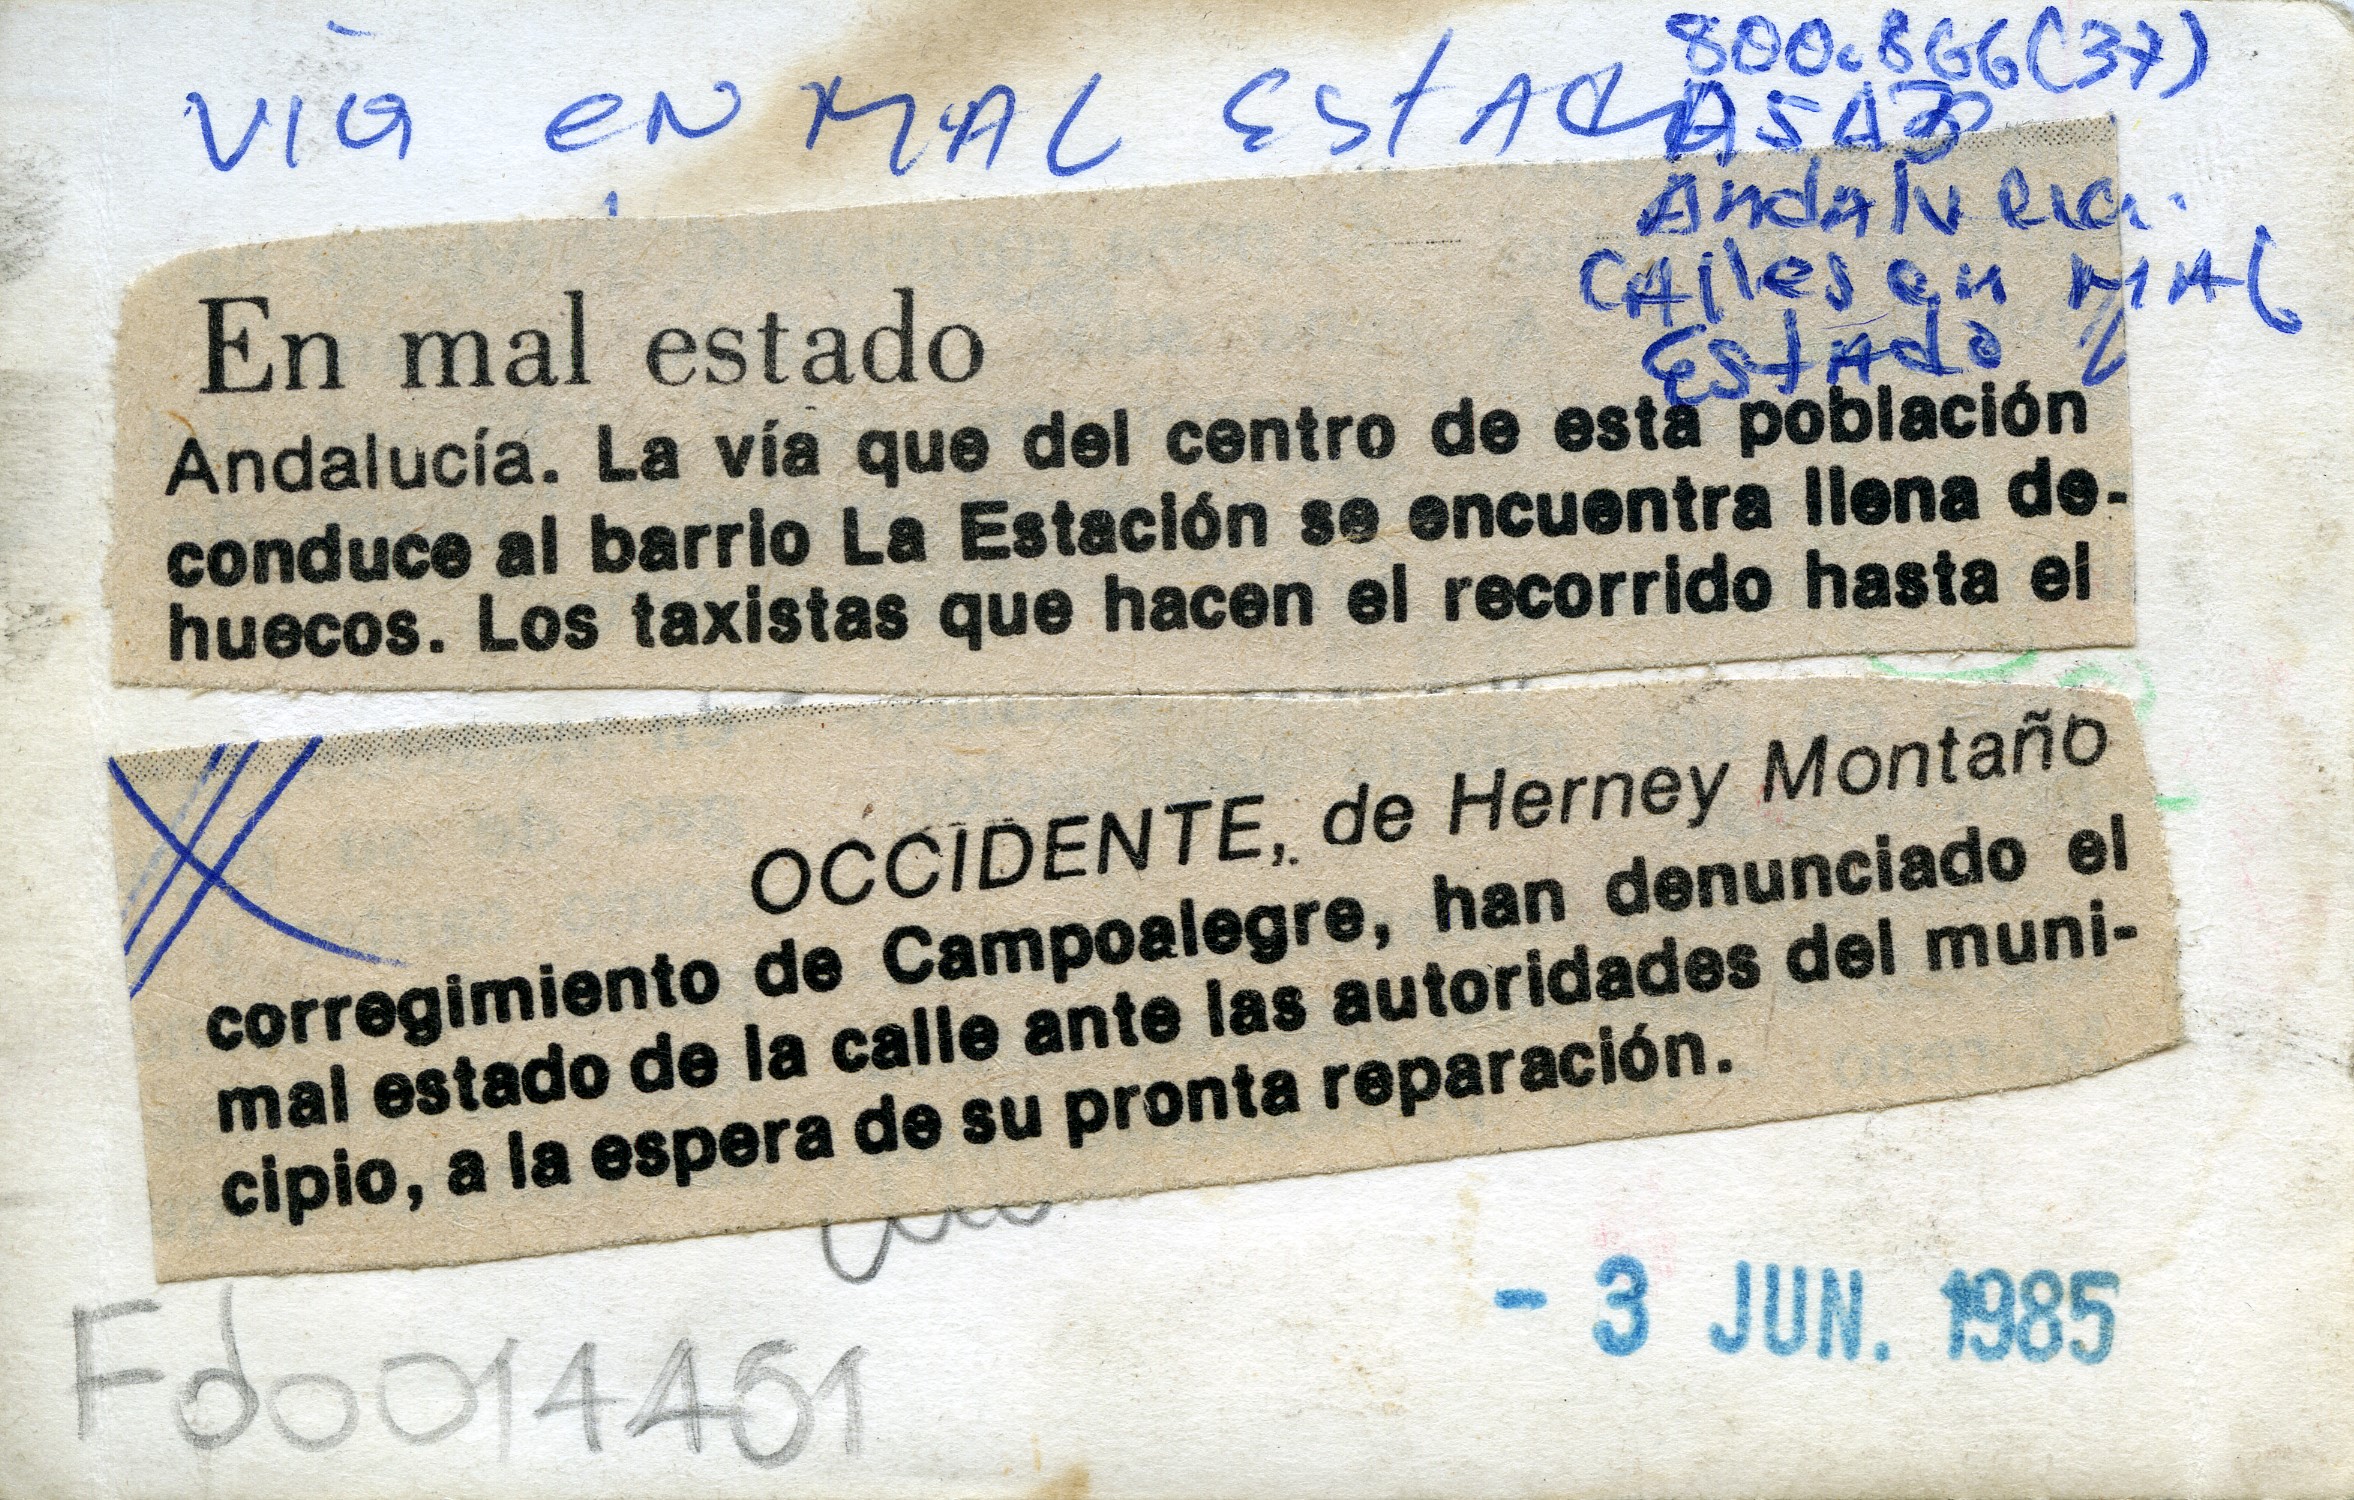 VIA EN MAL ESTADO
800.866(37)
A5A3
Andalucia.
Calles en MAL
Estado
En mal estado
Andalucía. La vía que del centro de esta población
conduce al barrio La Estación se encuentra llena de-
huecos. Los taxistas que hacen el recorrido hasta el
OCCIDENTE, de Herney Montaño
corregimiento de Campoalegre, han denunciado el
mal estado de la calle ante las autoridades del muni-
cipio, a la espera de su pronta reparación.
- 3 JUN. 1985
Fd0014461